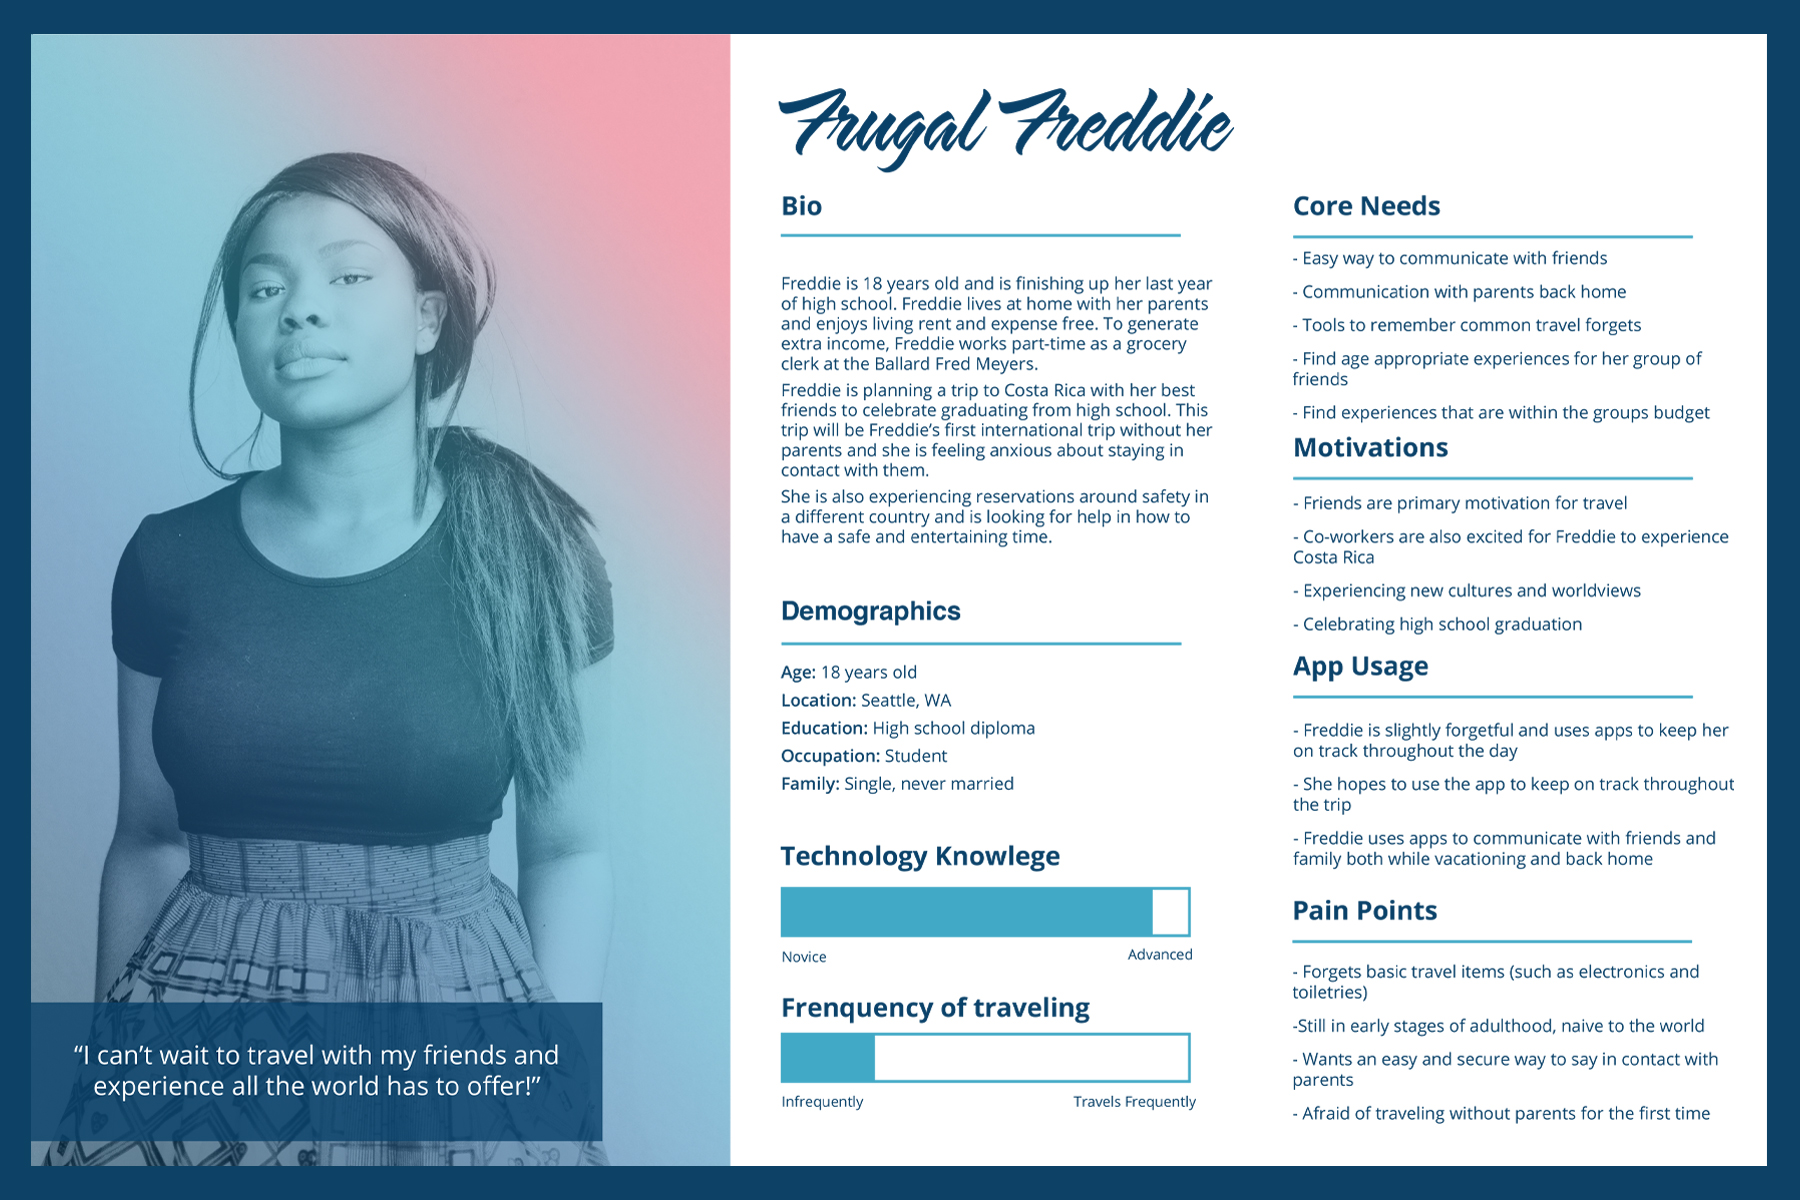 Frugal Freddie
Bio
Freddie is 18 years old and is finishing up her last year
of high school. Freddie lives at home with her parents
and enjoys living rent and expense free. To generate
extra income, Freddie works part-time as a grocery
clerk at the Ballard Fred Meyers.
Freddie is planning a trip to Costa Rica with her best
friends to celebrate graduating from high school. This
trip will be Freddie's first international trip without her
parents and she is feeling anxious about staying in
contact with them.
She is also experiencing reservations around safety in
a different country and is looking for help in how to
have a safe and entertaining time.
Demographics
Age: 18 years old
Location: Seattle, WA
Education: High school diploma
Occupation: Student
Family: Single, never married
Technology Knowlege
Novice
Advanced
Frenquency of traveling
Infrequently
Travels Frequently
Core Needs
- Easy way to communicate with friends
- Communication with parents back home
- Tools to remember common travel forgets
- Find age appropriate experiences for her group of
friends
- Find experiences that are within the groups budget
Motivations
- Friends are primary motivation for travel
- Co-workers are also excited for Freddie to experience
Costa Rica
- Experiencing new cultures and worldviews
- Celebrating high school graduation
App Usage
- Freddie is slightly forgetful and uses apps to keep her
on track throughout the day
- She hopes to use the app to keep on track throughout
the trip
- Freddie uses apps to communicate with friends and
family both while vacationing and back home
Pain Points
- Forgets basic travel items (such as electronics and
toiletries)
-Still in early stages of adulthood, naive to the world
- Wants an easy and secure way to say in contact with
parents
- Afraid of traveling without parents for the first time
“I can’t wait to travel with my friends and
experience all the world has to offer!”